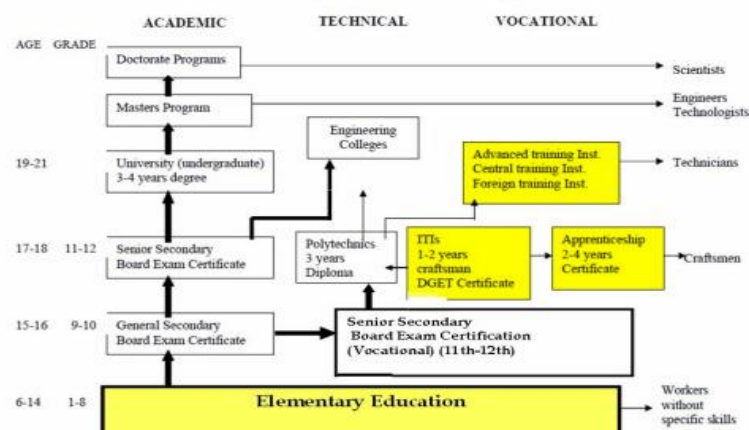 ACADEMIC TECHNICAL VOCATIONAL
AGE GRADE
Doctorate Programs
Scientists
Masters Program
Engineers
Technologists
Engineering
Colleges
19-21
University (undergraduate)
3-4 years degree
Advanced training Inst.
Central training Inst.
Foreign training Inst.
Technicians
17-18 11-12
Senior Secondary
Board Exam Certificate
Polytechnics
3 years
Diploma
ITIs
1-2 years
craftsman
DGET Certificate
Apprenticeship
2-4 years
Certificate
Craftsmen
15-16 9-10
General Secondary
Board Exam Certificate
Senior Secondary
Board Exam Certification
(Vocational) (11th-12th)
6-14 1-8
Elementary Education
Workers
without
specific skills